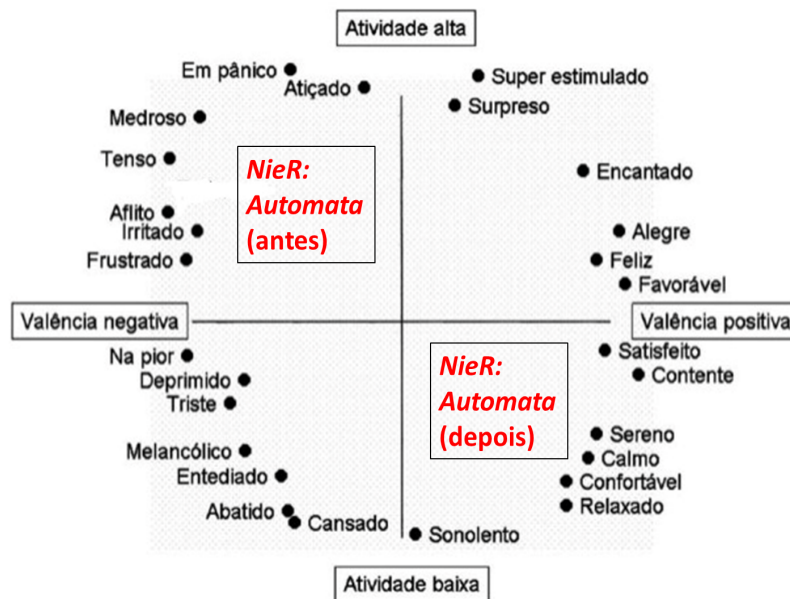 Atividade alta
Em pânico
Super estimulado
Atiçado
Surpreso
Medroso
Tenso
NieR:
Automata
(antes)
Encantado
Aflito
Irritado
Alegre
Frustrado
Feliz
Favorável
Valência negativa
Valência positiva
Na pior
Satisfeito
NieR:
Automata
(depois)
Deprimido
Contente
Triste
Sereno
Melancólico
Calmo
Entediado
Confortável
Abatido
Relaxado
Cansado
Sonolento
Atividade baixa